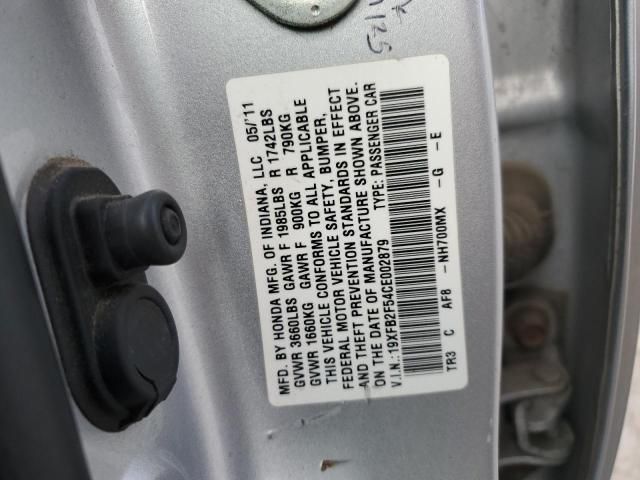 MFD. BY HONDA MFG. OF INDIANA, LLC 05/'11
GVWR 3660LBS GAWR F 1985LBS R 1742LBS
GVWR 1660KG GAWR F 900KG R 790KG
THIS VEHICLE CONFORMS TO ALL APPLICABLE
FEDERAL MOTOR VEHICLE SAFETY, BUMPER,
AND THEFT PREVENTION STANDARDS IN EFFECT
ON THE DATE OF MANUFACTURE SHOWN ABOVE.
V.I.N.:19XFB2F54CE002879 TYPE: PASSENGER CAR
TR3 C AF8 -NH700MX -G -E